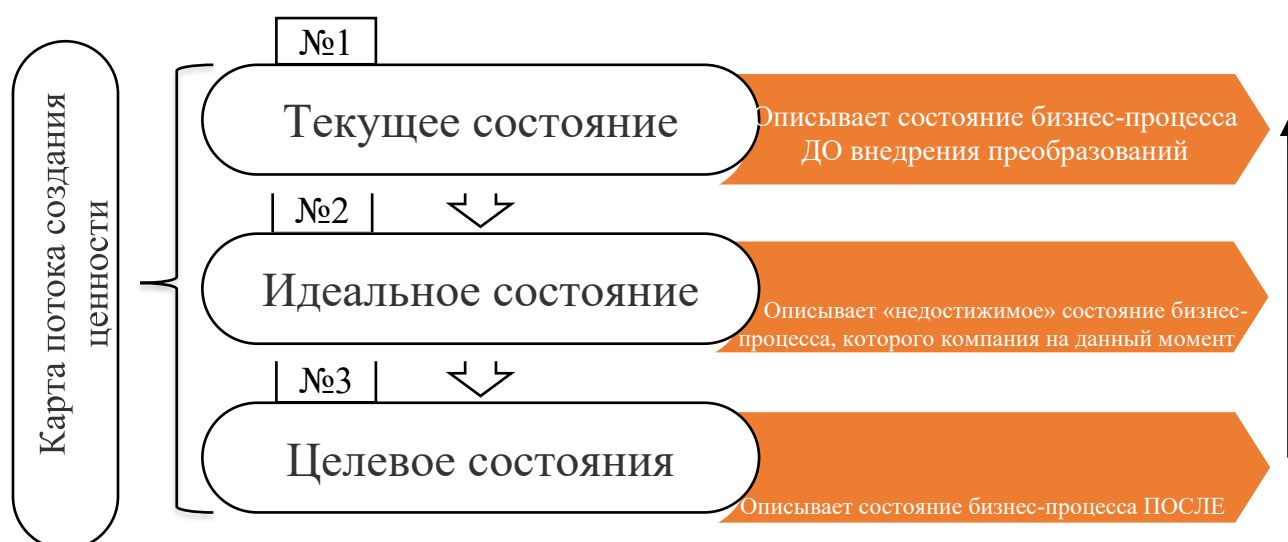 Карта потока создания
ценности
№1
Текущее состояние
Описывает состояние бизнес-процесса
ДО внедрения преобразований
№2
Идеальное состояние
Описывает «недостижимое» состояние бизнес-
процесса, которого компания на данный момент
№3
Целевое состояния
Описывает состояние бизнес-процесса ПОСЛЕ